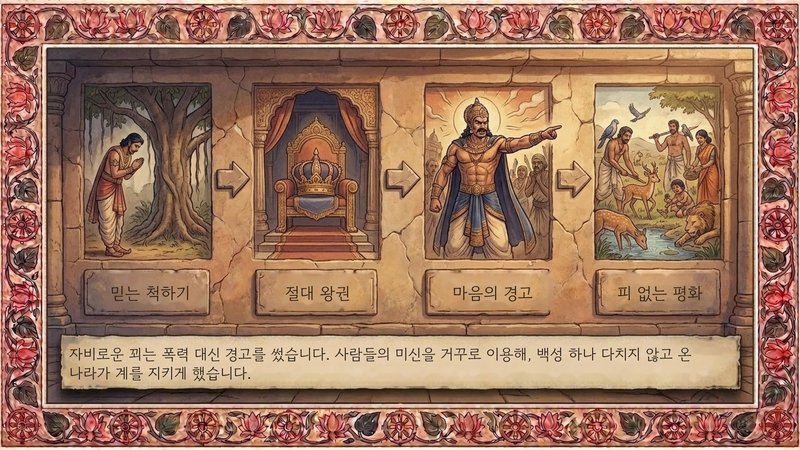 믿는 척하기
절대 왕권
마음의 경고
피 없는 평화
자비로운 꾀는 폭력 대신 경고를 썼습니다. 사람들의 미신을 거꾸로 이용해, 백성 하나 다치지 않고 온
나라가 계를 지키게 했습니다.